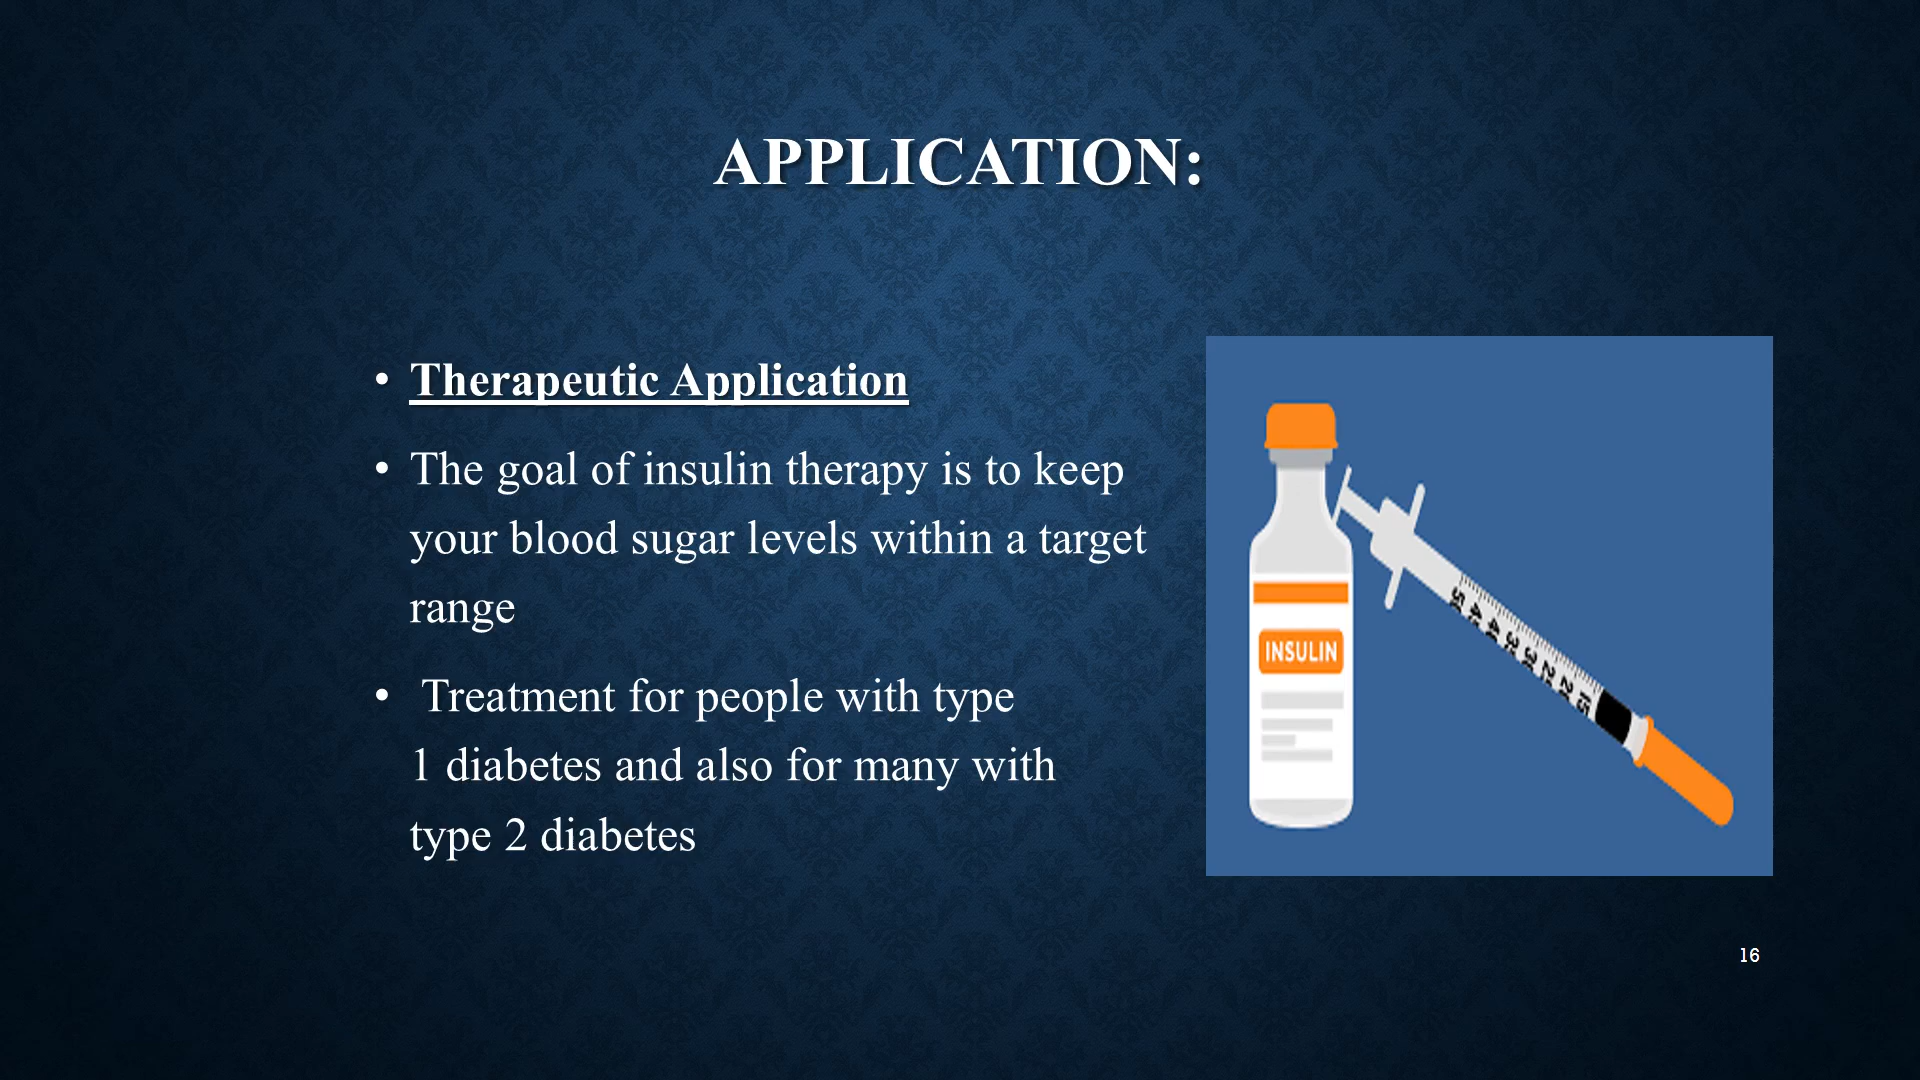 APPLICATION:
• Therapeutic Application
• The goal of insulin therapy is to keep
your blood sugar levels within a target
range
• Treatment for people with type
1 diabetes and also for many with
type 2 diabetes
INSULIN
16